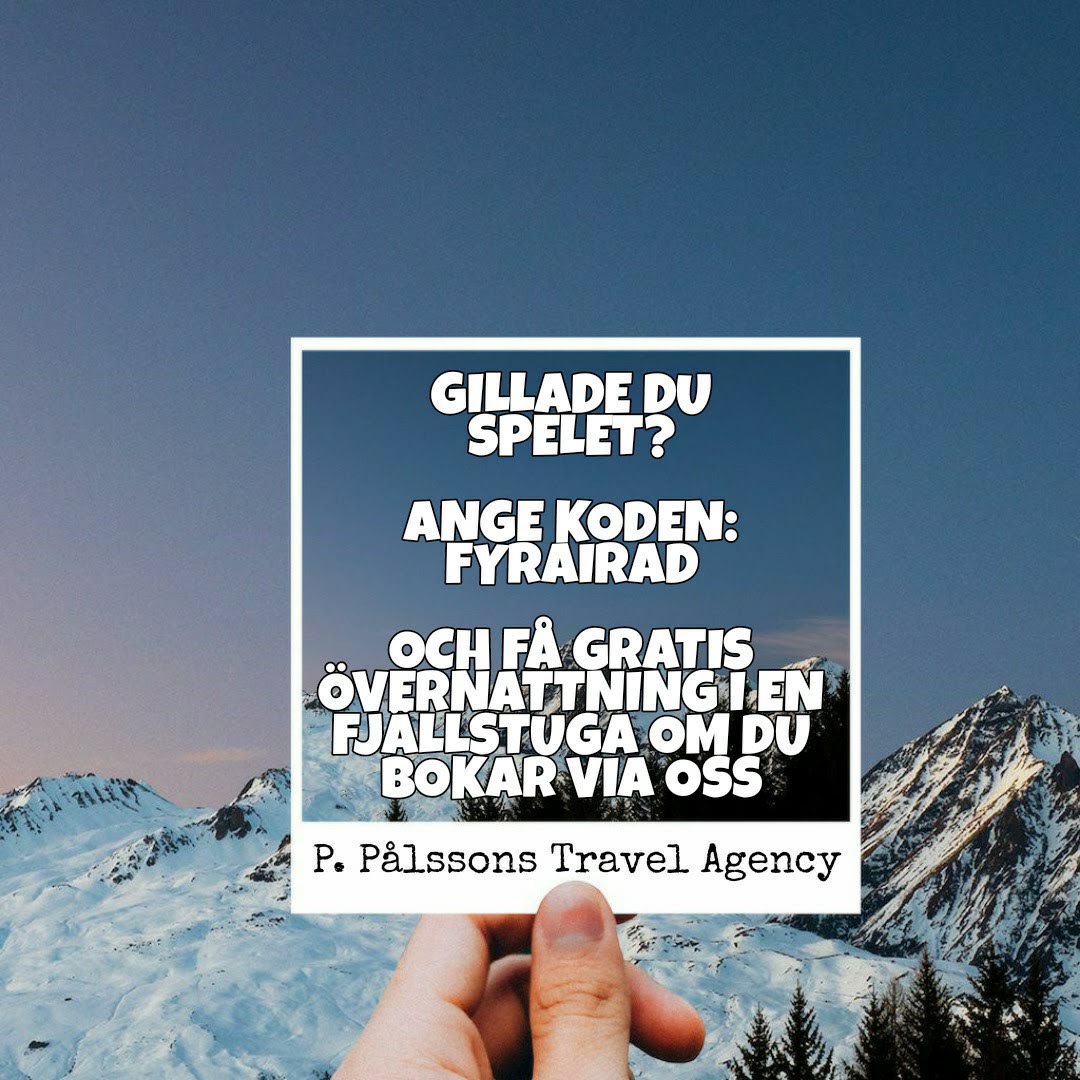 GILLADE DU
SPELET?
ANGE KODEN:
FYRAIRAD
OCH FÅ GRATIS
ÖVERNATTNING I EN
FJÄLLSTUGA OM DU
BOKAR VIA OSS
P. Pålssons Travel Agency